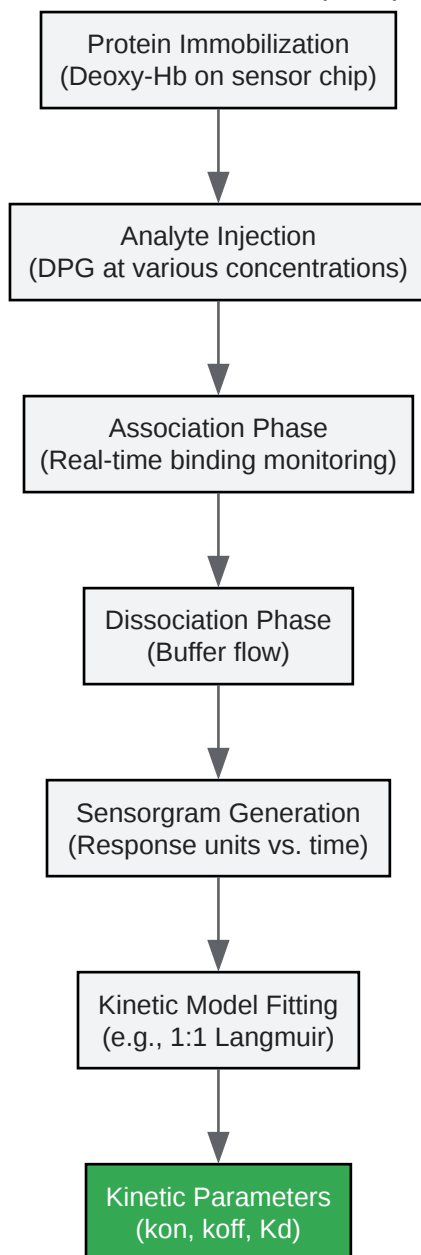 Protein Immobilization
(Deoxy-Hb on sensor chip)
Analyte Injection
(DPG at various concentrations)
Association Phase
(Real-time binding monitoring)
Dissociation Phase
(Buffer flow)
Sensorgram Generation
(Response units vs. time)
Kinetic Model Fitting
(e.g., 1:1 Langmuir)
Kinetic Parameters
(kon, koff, Kd)